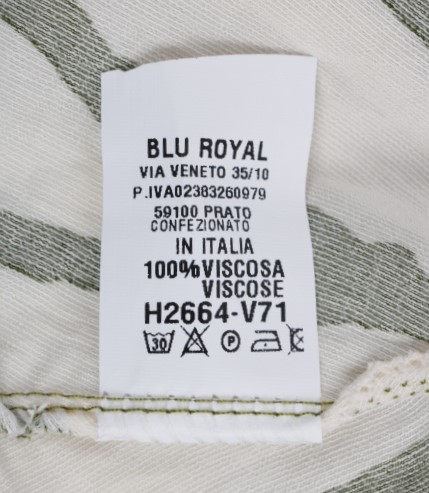 BLU ROYAL
VIA VENETO 35/10
P.IVA02383260979
59100 PRATO
CONFEZIONATO
IN ITALIA
100%VISCOSA
VISCOSE
H2664-V71
30 P